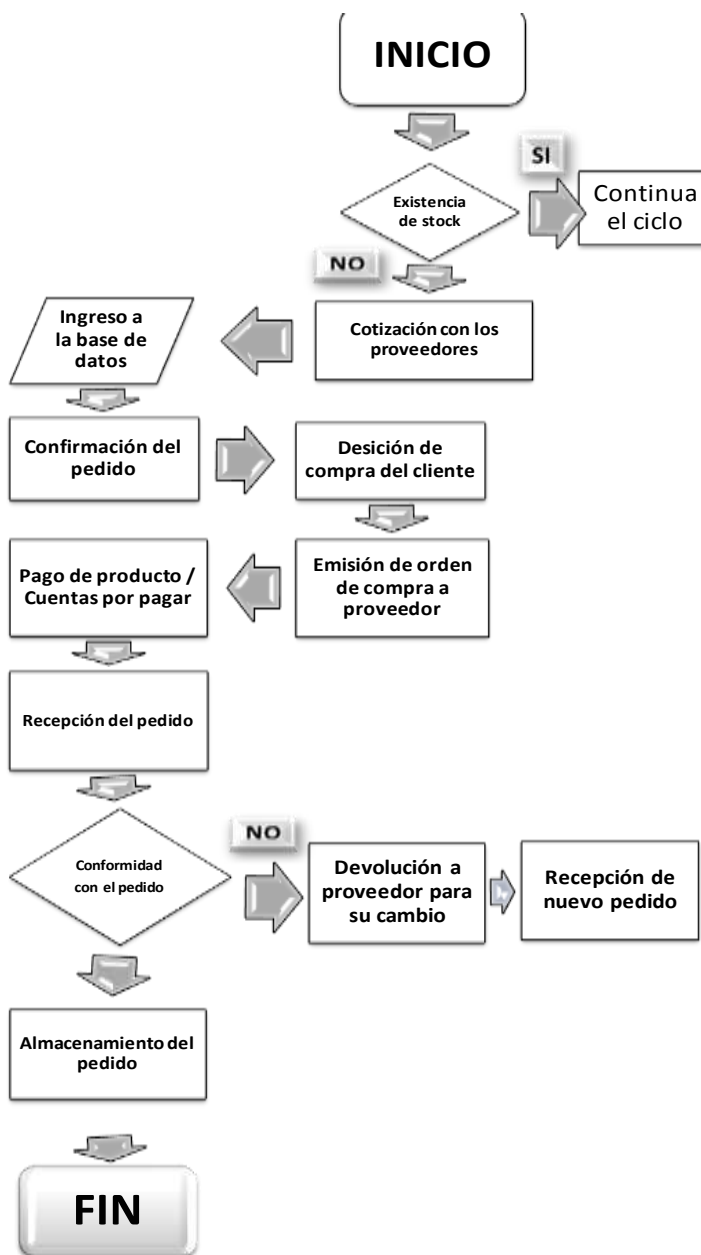 INICIO
SI
Existencia
de stock
Continua
el ciclo
NO
Cotización con los
proveedores
Ingreso a
la base de
datos
Confirmación del
pedido
Desición de
compra del cliente
Emisión de orden
de compra a
proveedor
Pago de producto /
Cuentas por pagar
Recepción del pedido
Conformidad
con el pedido
NO
Devolución a
proveedor para
su cambio
Recepción de
nuevo pedido
Almacenamiento del
pedido
FIN